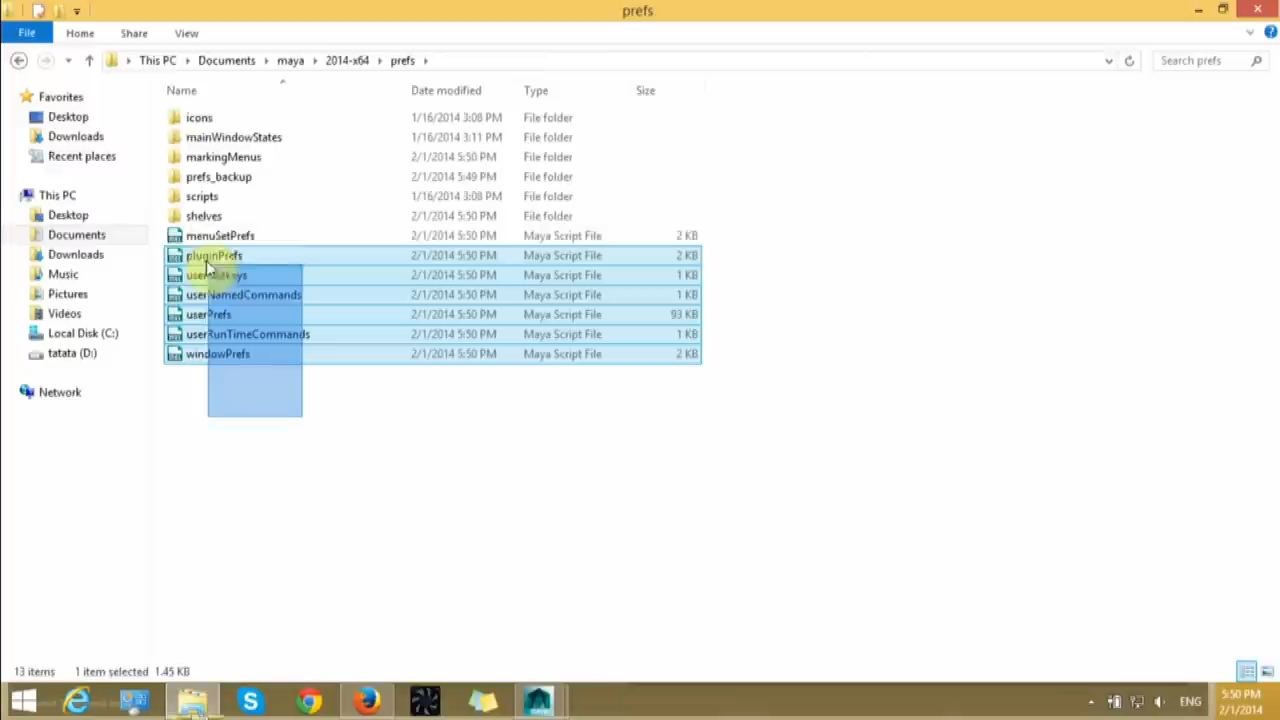 prefs
File Home Share View
This PC Documents maya 2014-x64 prefs Search prefs
Name Date modified Type Size
Favorites
Desktop
Downloads
Recent places
This PC
Desktop
Documents
Downloads
Music
Pictures
Videos
Local Disk (C:)
tatata (D:)
Network
icons 1/16/2014 3:08 PM File folder
mainWindowStates 1/16/2014 3:11 PM File folder
markingMenus 2/1/2014 5:50 PM File folder
prefs_backup 2/1/2014 5:49 PM File folder
scripts 1/16/2014 3:08 PM File folder
shelves 2/1/2014 5:50 PM File folder
menuSetPrefs 2/1/2014 5:50 PM Maya Script File 2 KB
pluginPrefs 2/1/2014 5:50 PM Maya Script File 2 KB
2/1/2014 5:50 PM Maya Script File 1 KB
userNamedCommands 2/1/2014 5:50 PM Maya Script File 1 KB
userPrefs 2/1/2014 5:50 PM Maya Script File 93 KB
userRunTimeCommands 2/1/2014 5:50 PM Maya Script File 1 KB
windowPrefs 2/1/2014 5:50 PM Maya Script File 2 KB
13 items 1 item selected 1.45 KB
ENG 5:50 PM
2/1/2014